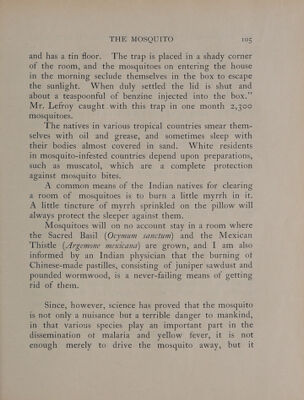 THE MOSQUITO 105
and has a tin floor. The trap is placed in a shady corner
of the room, and the mosquitoes on entering the house
in the morning seclude themselves in the box to escape
the sunlight. When duly settled the lid is shut and
about a teaspoonful of benzine injected into the box."
Mr. Lefroy caught with this trap in one month 2,300
mosquitoes.
The natives in various tropical countries smear them-
selves with oil and grease, and sometimes sleep with
their bodies almost covered in sand. White residents
in mosquito-infested countries depend upon preparations,
such as muscatol, which are a complete protection
against mosquito bites.
A common means of the Indian natives for clearing
a room of mosquitoes is to burn a little myrrh in it.
A little tincture of myrrh sprinkled on the pillow will
always protect the sleeper against them.
Mosquitoes will on no account stay in a room where
the Sacred Basil (Ocymum sanctum) and the Mexican
Thistle (Argemone mexicana) are grown, and I am also
informed by an Indian physician that the burning of
Chinese-made pastilles, consisting of juniper sawdust and
pounded wormwood, is a never-failing means of getting
rid of them.
Since, however, science has proved that the mosquito
is not only a nuisance but a terrible danger to mankind,
in that various species play an important part in the
dissemination of malaria and yellow fever, it is not
enough merely to drive the mosquito away, but it